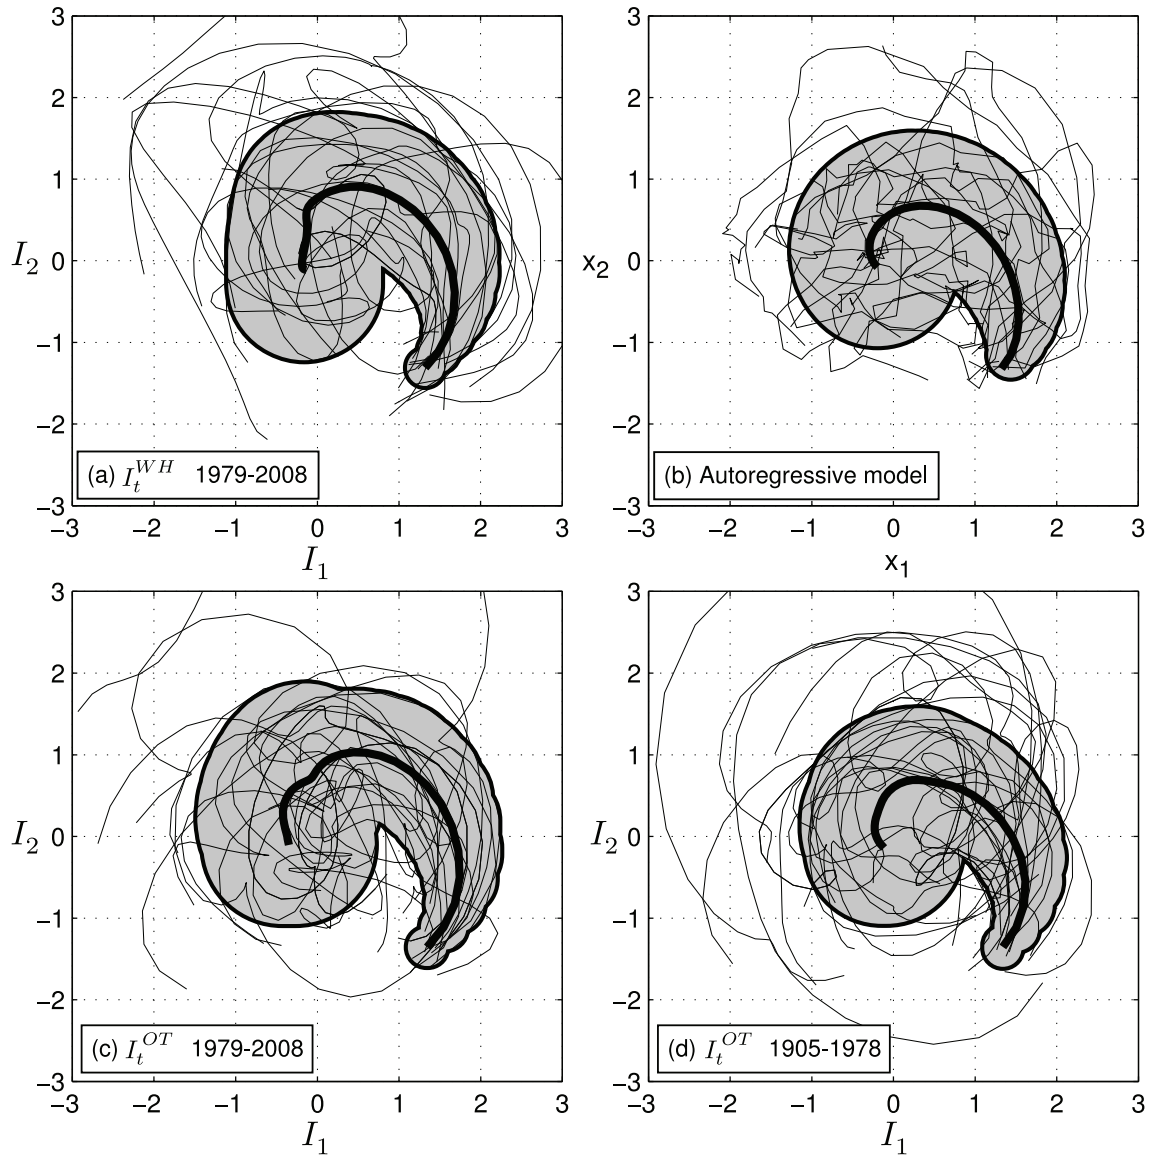 3
2
1
0
−1
−2
−3
I₂
−3 −2 −1 0 1 2 3
I₁
(a) I_t^{WH} 1979-2008
3
2
1
0
−1
−2
−3
x₂
−3 −2 −1 0 1 2 3
x₁
(b) Autoregressive model
3
2
1
0
−1
−2
−3
I₂
−3 −2 −1 0 1 2 3
I₁
(c) I_t^{OT} 1979-2008
3
2
1
0
−1
−2
−3
I₂
−3 −2 −1 0 1 2 3
I₁
(d) I_t^{OT} 1905-1978